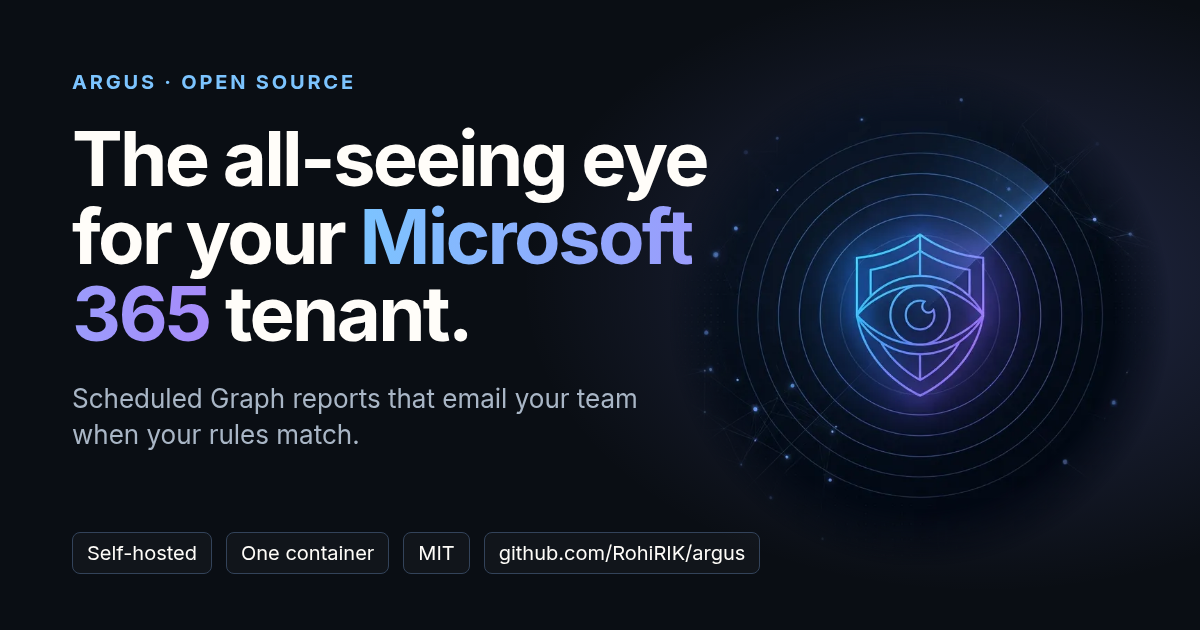 ARGUS · OPEN SOURCE
The all-seeing eye
for your Microsoft
365 tenant.
Scheduled Graph reports that email your team
when your rules match.
Self-hosted
One container
MIT
github.com/RohiRIK/argus